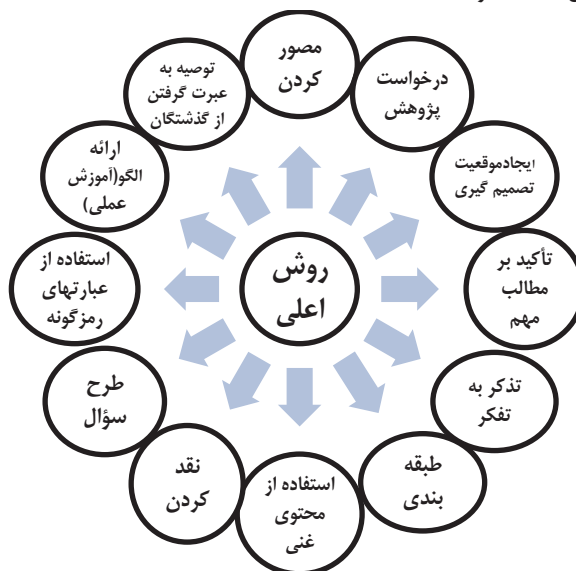 مصور
کردن
درخواست
پژوهش
ایجادموقعیت
تصمیم گیری
تأکید بر
مطالب
مهم
تذکر به
تفکر
طبقه
بندی
استفاده از
محتوی
غنی
نقد
کردن
طرح
سؤال
استفاده از
عبارتهای
رمزگونه
ارائه
الگو(آموزش
عملی)
توصیه به
عبرت گرفتن
از گذشتگان
روش
اعلی